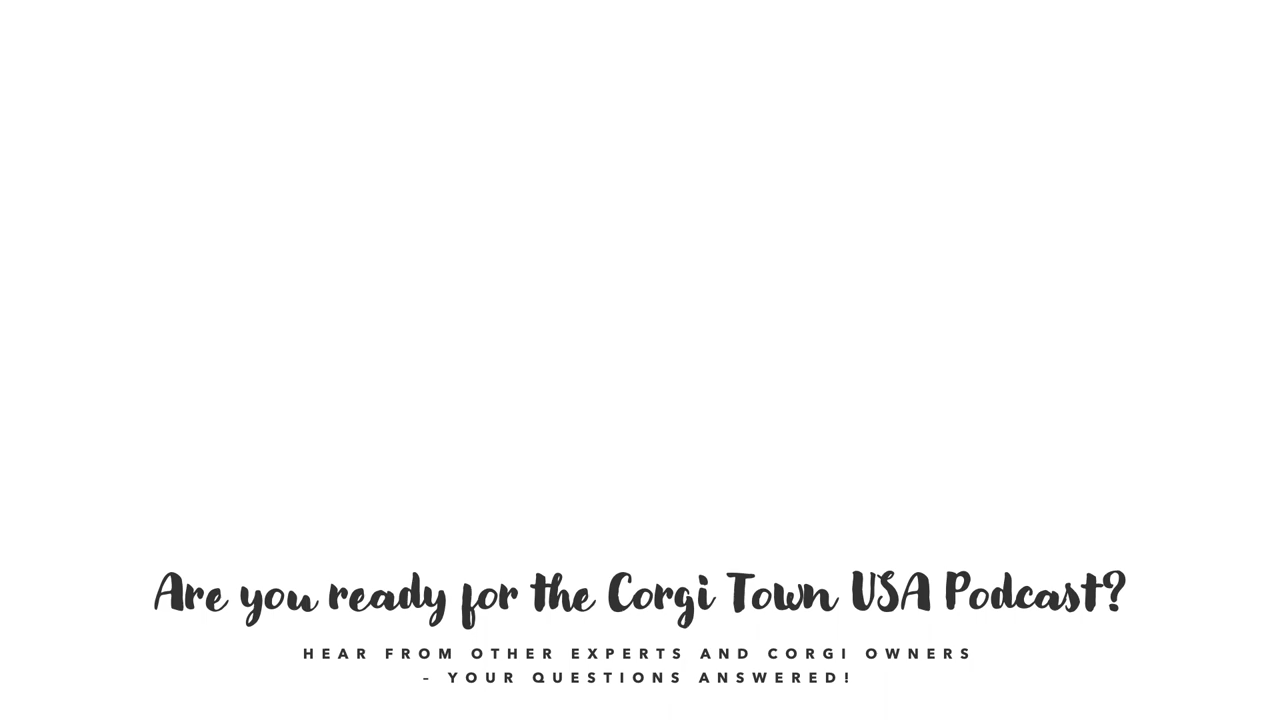 Are you ready for the Corgi Town USA Podcast?
HEAR FROM OTHER EXPERTS AND CORGI OWNERS
- YOUR QUESTIONS ANSWERED!